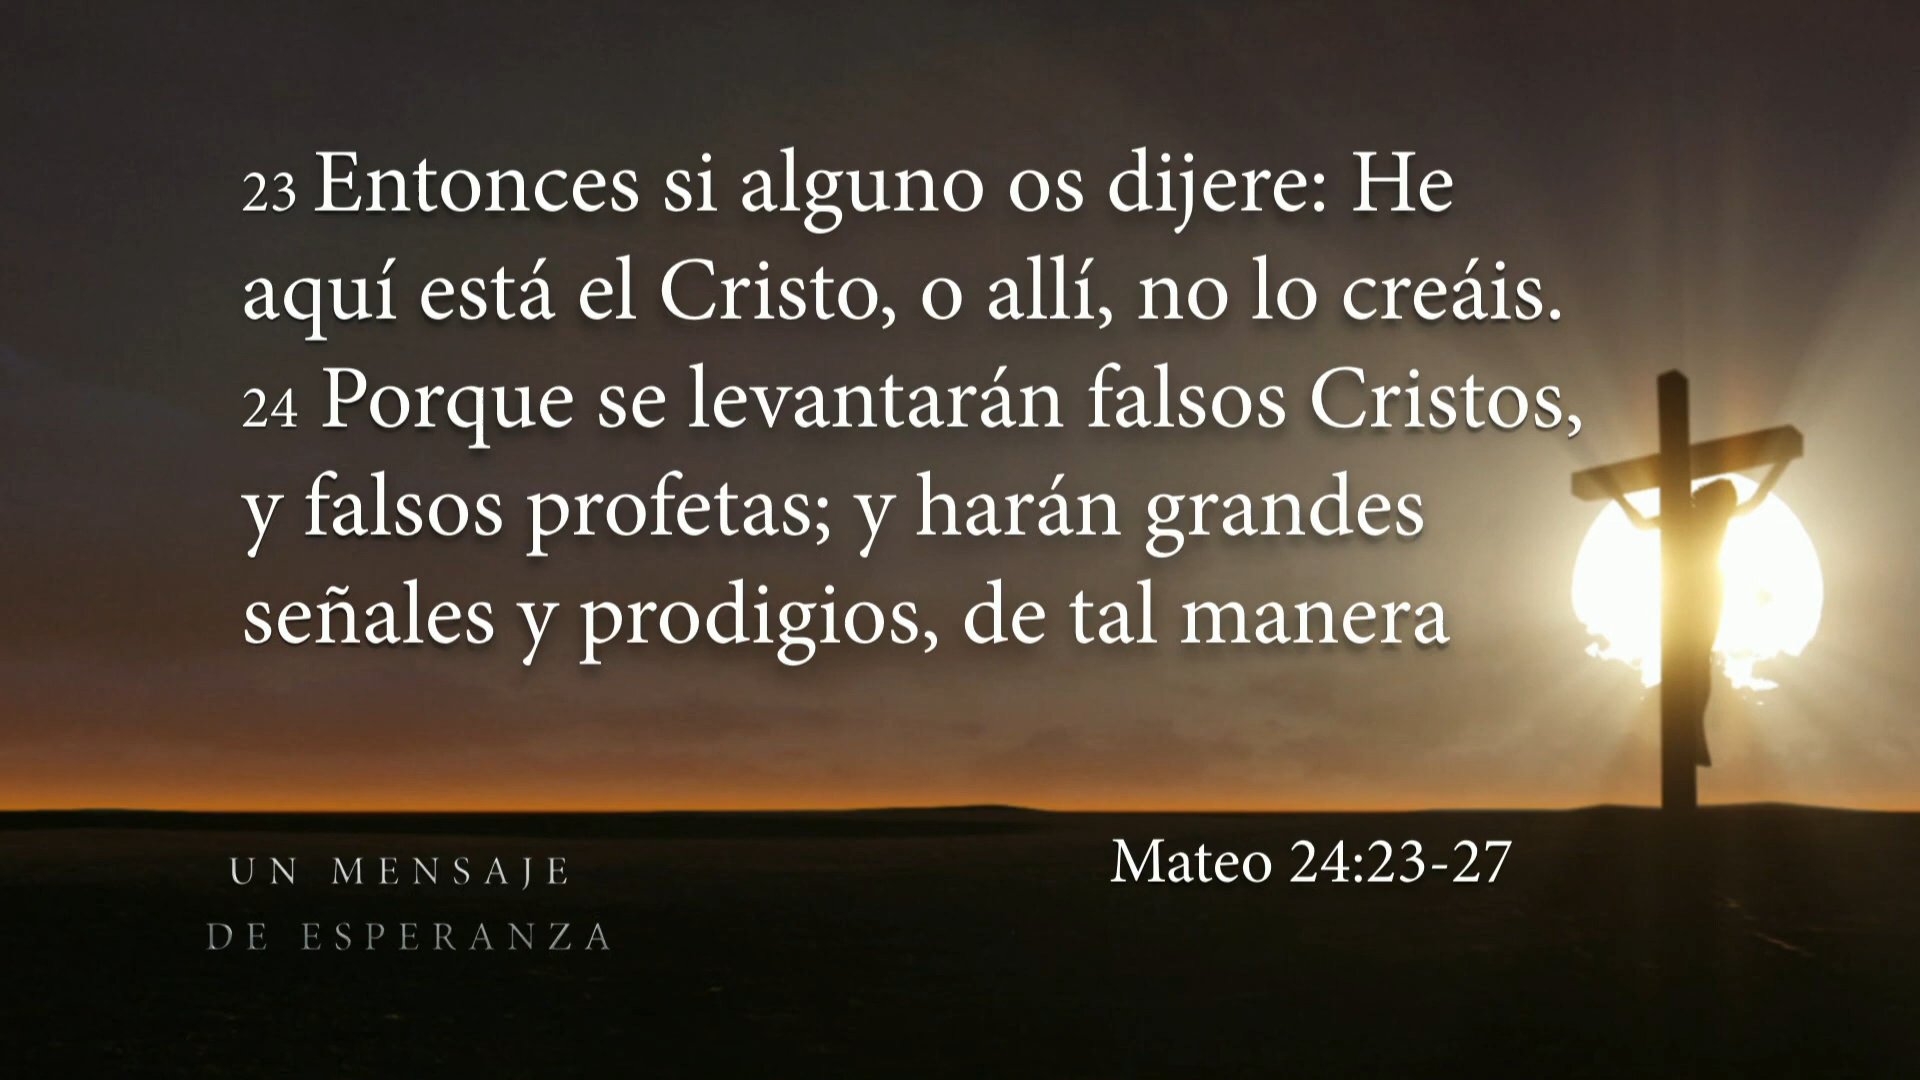 23 Entonces si alguno os dijere: He
aquí está el Cristo, o allí, no lo creáis.
24 Porque se levantarán falsos Cristos,
y falsos profetas; y harán grandes
señales y prodigios, de tal manera
Mateo 24:23-27
UN MENSAJE
DE ESPERANZA